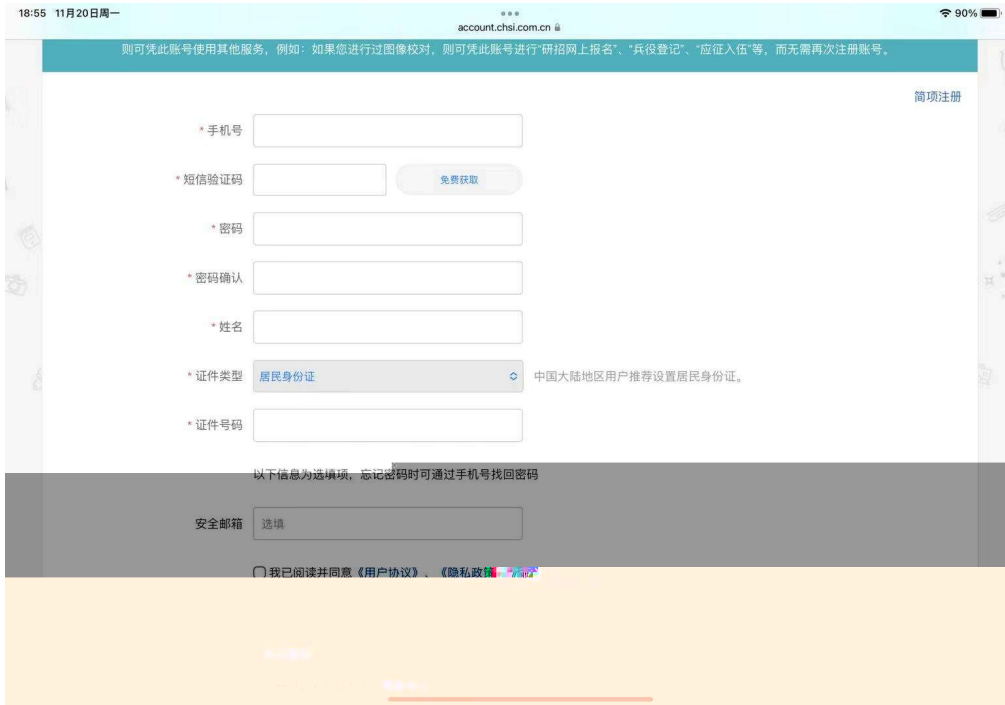 18:55 11月20日周一
90%
account.chsi.com.cn
则可凭此账号使用其他服务，例如：如果您进行过图像校对，则可凭此账号进行“研招网上报名”、“兵役登记”、“应征入伍”等，而无需再次注册账号。
简项注册
* 手机号
* 短信验证码 免费获取
* 密码
* 密码确认
* 姓名
* 证件类型 居民身份证 中国大陆地区用户推荐设置居民身份证。
* 证件号码
以下信息为选填项，忘记密码时可通过手机号找回密码
安全邮箱 选填
我已阅读并同意《用户协议》、《隐私政